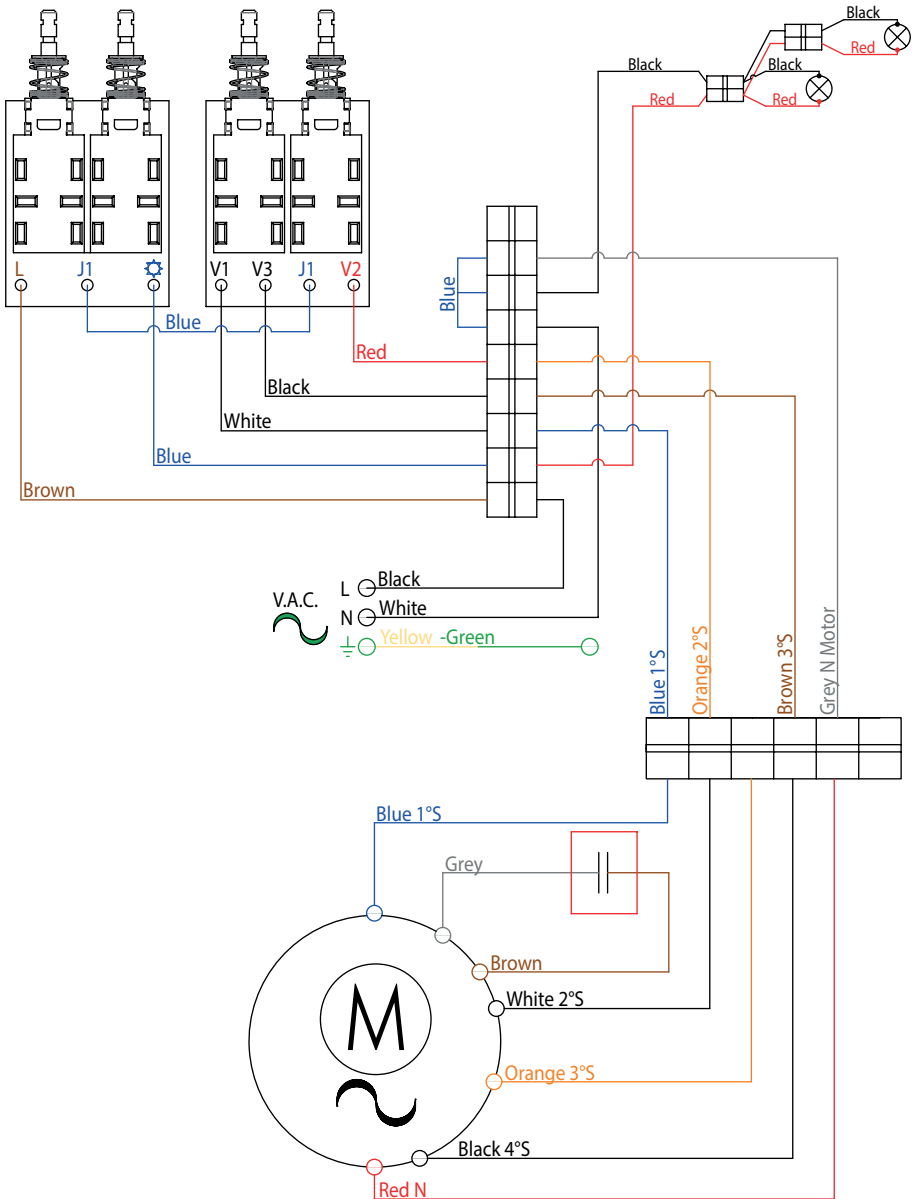 Black
Red
Black
Black
Red
Red
L
J1
V1
V3
J1
V2
Blue
Blue
Red
Black
White
Blue
Brown
V.A.C.
L
Black
N
White
Yellow -Green
Blue 1°S
Orange 2°S
Brown 3°S
Grey N Motor
Blue 1°S
Grey
Brown
White 2°S
M
Orange 3°S
Black 4°S
Red N